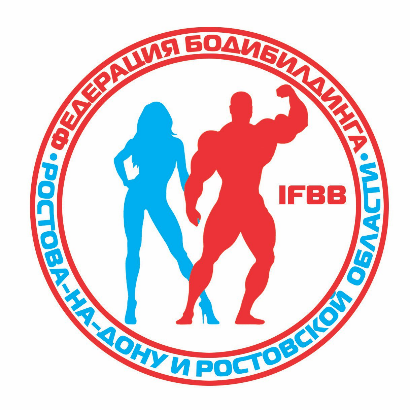 ФЕДЕРАЦИЯ БОДИБИЛДИНГА
• РОСТОВА-НА-ДОНУ И РОСТОВСКОЙ ОБЛАСТИ •
IFBB